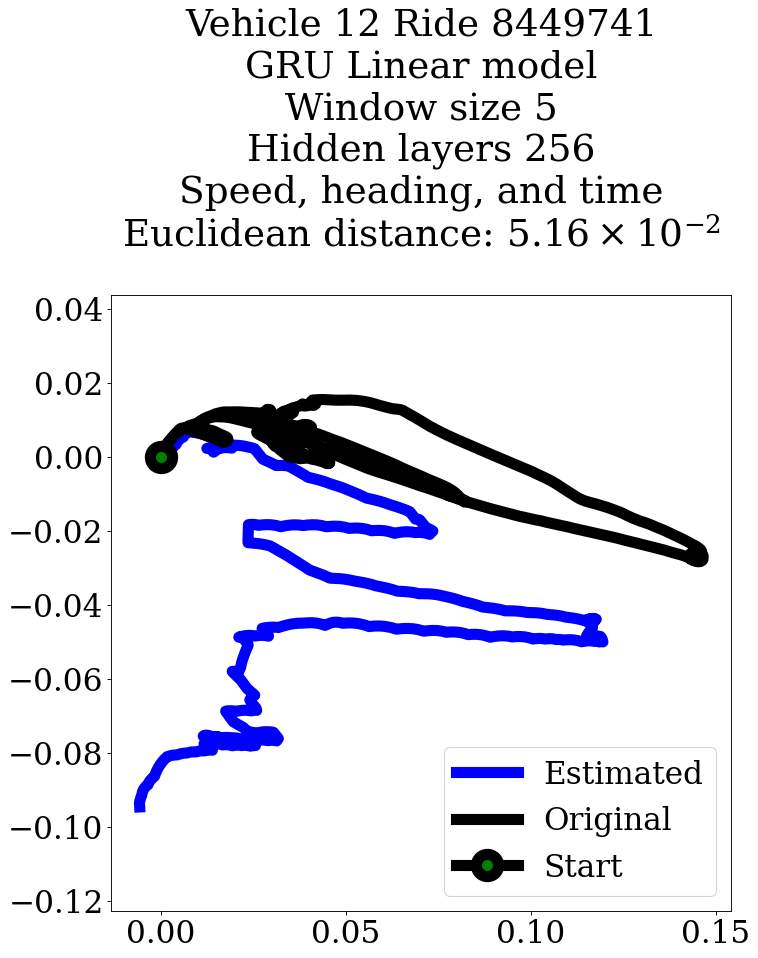 Vehicle 12 Ride 8449741
GRU Linear model
Window size 5
Hidden layers 256
Speed, heading, and time
Euclidean distance: 5.16 × 10⁻²
0.04
0.02
0.00
−0.02
−0.04
−0.06
−0.08
−0.10
−0.12
Estimated
Original
Start
0.00 0.05 0.10 0.15